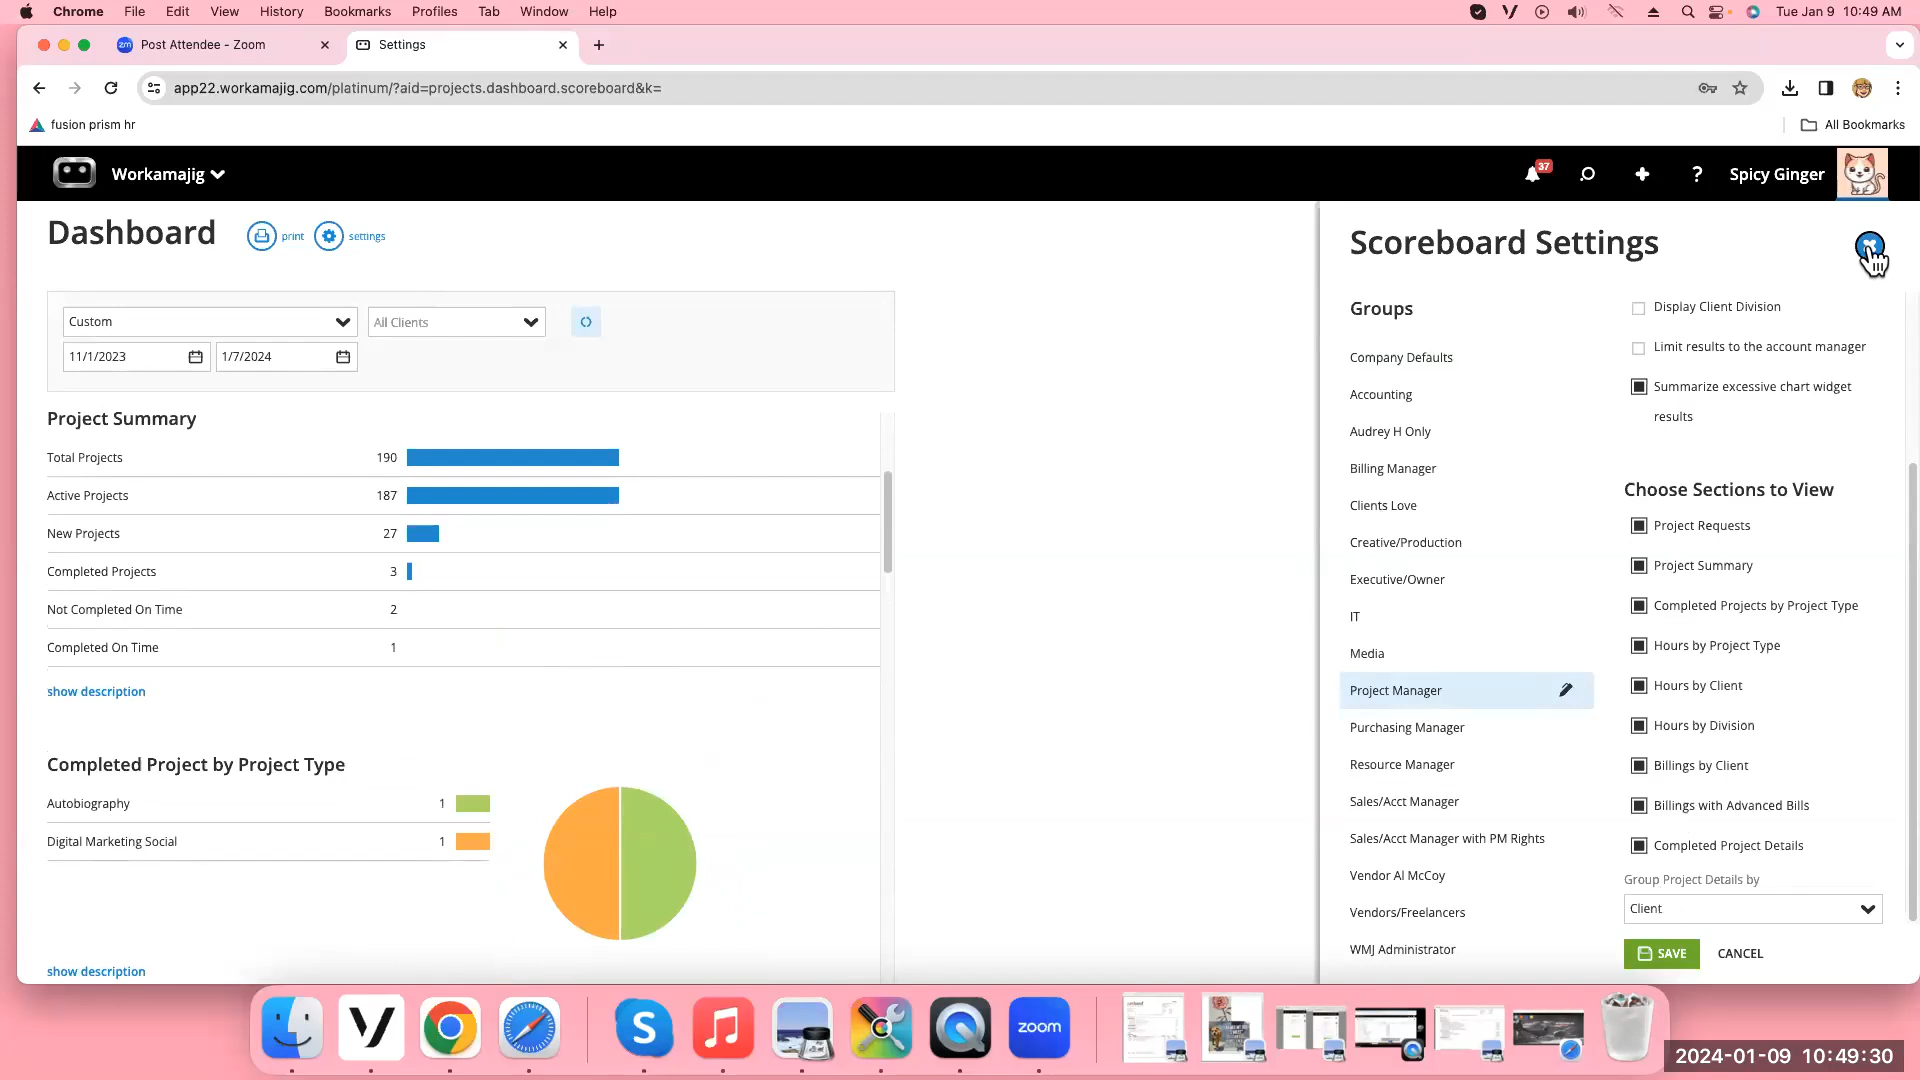 Chrome File Edit View History Bookmarks Profiles Tab Window Help Tue Jan 9 10:49 AM
zm Post Attendee - Zoom Settings
app22.workamajig.com/platinum/?aid=projects.dashboard.scoreboard&k=
fusion prism hr All Bookmarks
Workamajig 37 ? Spicy Ginger
Dashboard print settings
Custom All Clients
11/1/2023 1/7/2024
Project Summary
Total Projects 190
Active Projects 187
New Projects 27
Completed Projects 3
Not Completed On Time 2
Completed On Time 1
show description
Completed Project by Project Type
Autobiography 1
Digital Marketing Social 1
show description
Scoreboard Settings
Groups
Company Defaults
Accounting
Audrey H Only
Billing Manager
Clients Love
Creative/Production
Executive/Owner
IT
Media
Project Manager
Purchasing Manager
Resource Manager
Sales/Acct Manager
Sales/Acct Manager with PM Rights
Vendor Al McCoy
Vendors/Freelancers
WMJ Administrator
Display Client Division
Limit results to the account manager
Summarize excessive chart widget
results
Choose Sections to View
Project Requests
Project Summary
Completed Projects by Project Type
Hours by Project Type
Hours by Client
Hours by Division
Billings by Client
Billings with Advanced Bills
Completed Project Details
Group Project Details by
Client
SAVE CANCEL
zoom
2024-01-09 10:49:30